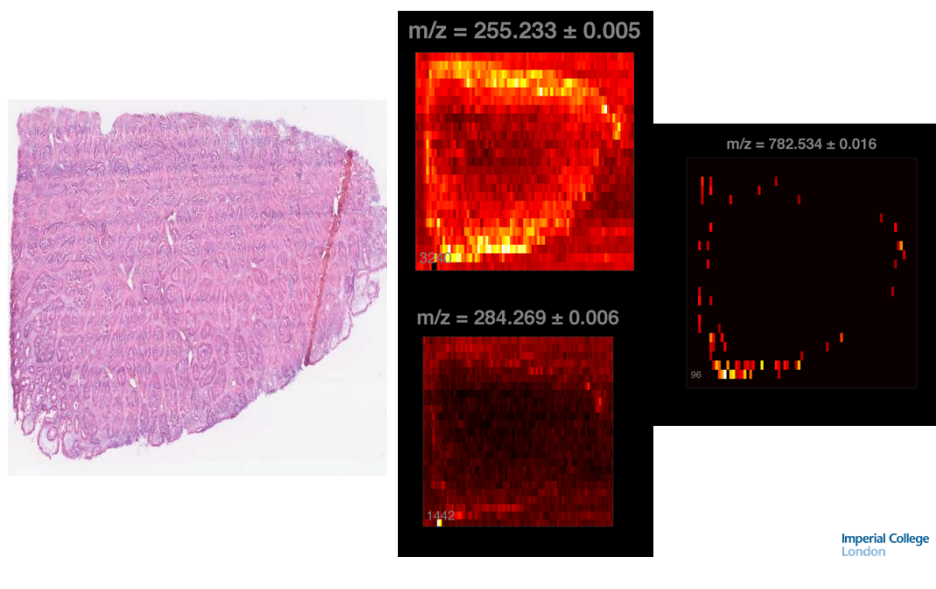 m/z = 255.233 ± 0.005
3240
m/z = 284.269 ± 0.006
1442
m/z = 782.534 ± 0.016
96
Imperial College
London